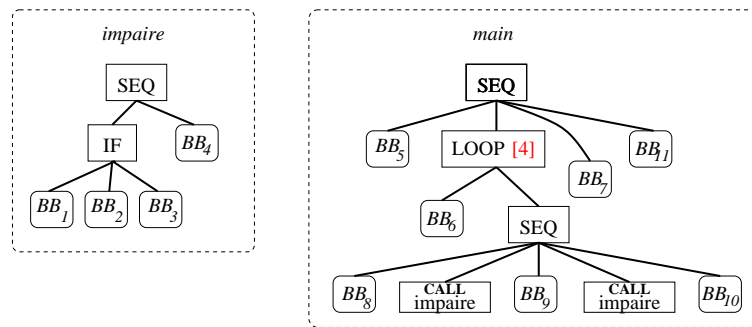 impaire
main
SEQ
SEQ
IF
BB4
BB5
LOOP [4]
BB7
BB11
BB1
BB2
BB3
BB6
SEQ
BB8
CALL
impaire
BB9
CALL
impaire
BB10